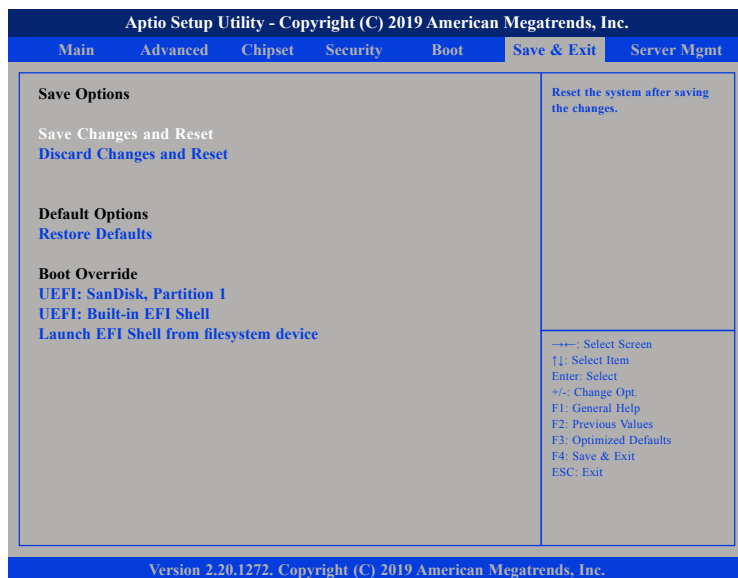 Aptio Setup Utility - Copyright (C) 2019 American Megatrends, Inc.
Main Advanced Chipset Security Boot Save & Exit Server Mgmt
Save Options
Save Changes and Reset
Discard Changes and Reset
Default Options
Restore Defaults
Boot Override
UEFI: SanDisk, Partition 1
UEFI: Built-in EFI Shell
Launch EFI Shell from filesystem device
Reset the system after saving
the changes.
→←: Select Screen
↑↓: Select Item
Enter: Select
+/-: Change Opt.
F1: General Help
F2: Previous Values
F3: Optimized Defaults
F4: Save & Exit
ESC: Exit
Version 2.20.1272. Copyright (C) 2019 American Megatrends, Inc.